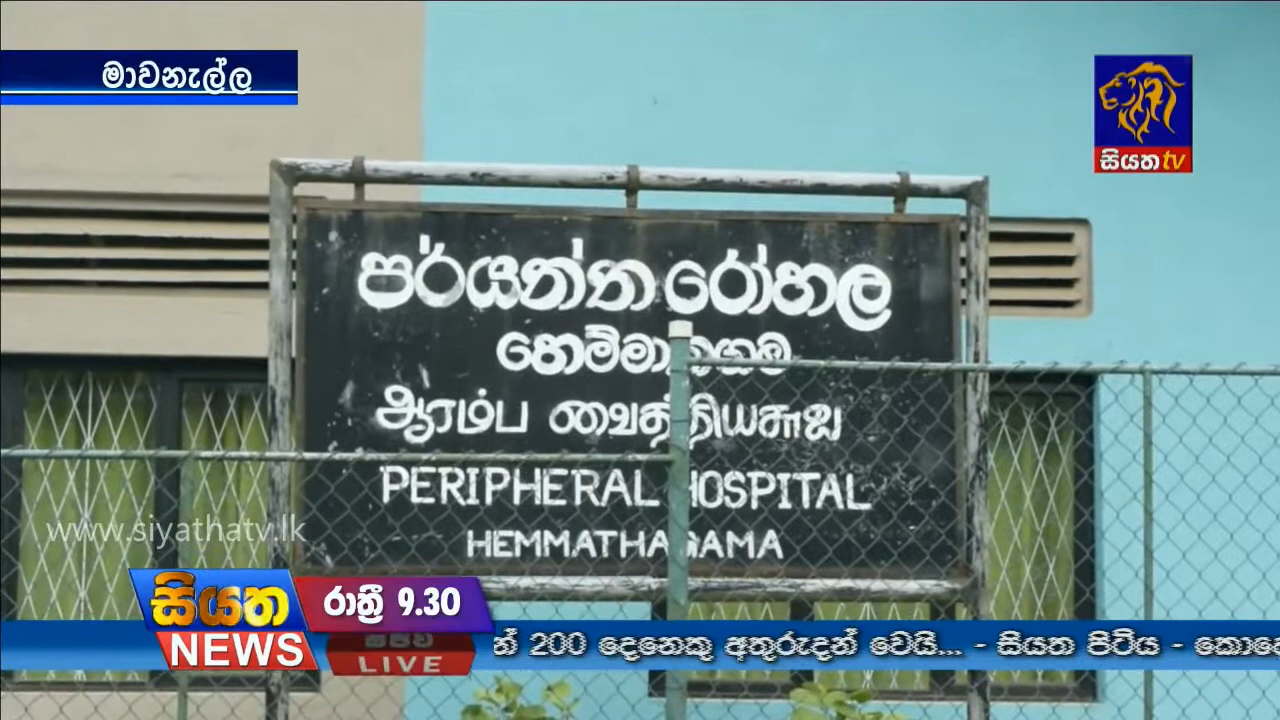 මාවනැල්ල
සියත tv
පර්යන්ත රෝහල
හෙම්මාතගම
ஆரம்ப வைத்தியசாலை
PERIPHERAL HOSPITAL
HEMMATHAGAMA
www.siyathatv.lk
සියත
NEWS
රාත්‍රී 9.30
සජීව
LIVE
න් 200 දෙනෙකු අතුරුදන් වෙයි... - සියත පිටිය -